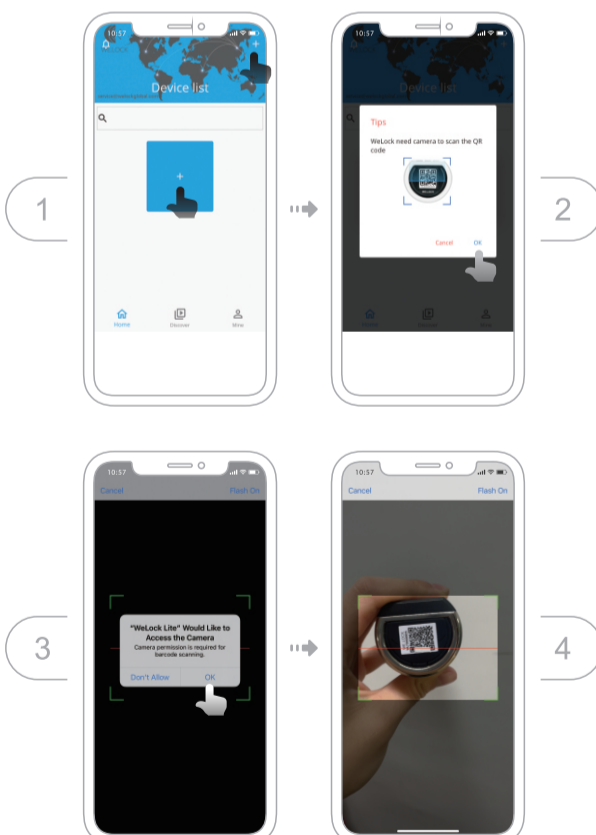 1
10:57
+
Device list
+
Home
Discover
Mine
2
10:57
+
Device list
Tips
WeLock need camera to scan the QR
code
Cancel
OK
Discover
Mine
3
10:57
Cancel
Flash On
"WeLock Lite" Would Like to
Access the Camera
Camera permission is required for
barcode scanning.
Don't Allow
OK
4
10:57
Cancel
Flash On